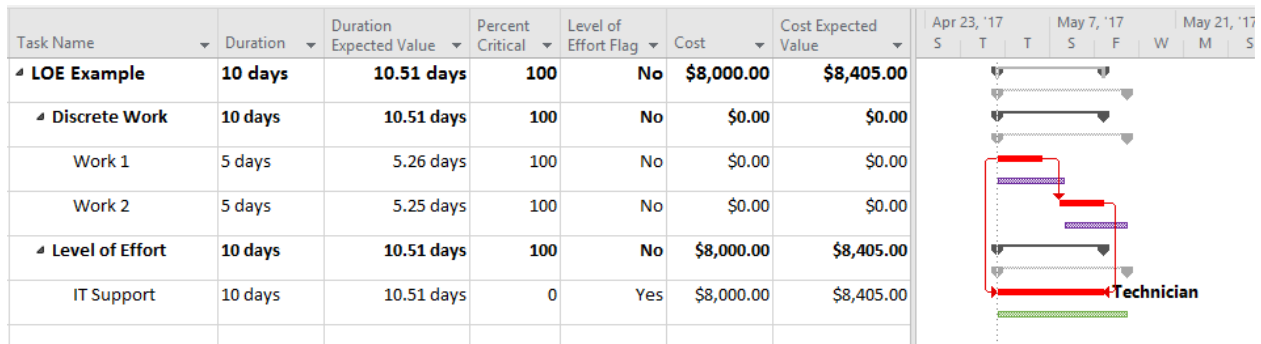 Task Name Duration Duration Expected Value Percent Critical Level of Effort Flag Cost Cost Expected Value Apr 23, '17 May 7, '17 May 21, '17
S T T S F W M S
LOE Example 10 days 10.51 days 100 No $8,000.00 $8,405.00
Discrete Work 10 days 10.51 days 100 No $0.00 $0.00
Work 1 5 days 5.26 days 100 No $0.00 $0.00
Work 2 5 days 5.25 days 100 No $0.00 $0.00
Level of Effort 10 days 10.51 days 100 No $8,000.00 $8,405.00
IT Support 10 days 10.51 days 0 Yes $8,000.00 $8,405.00 Technician